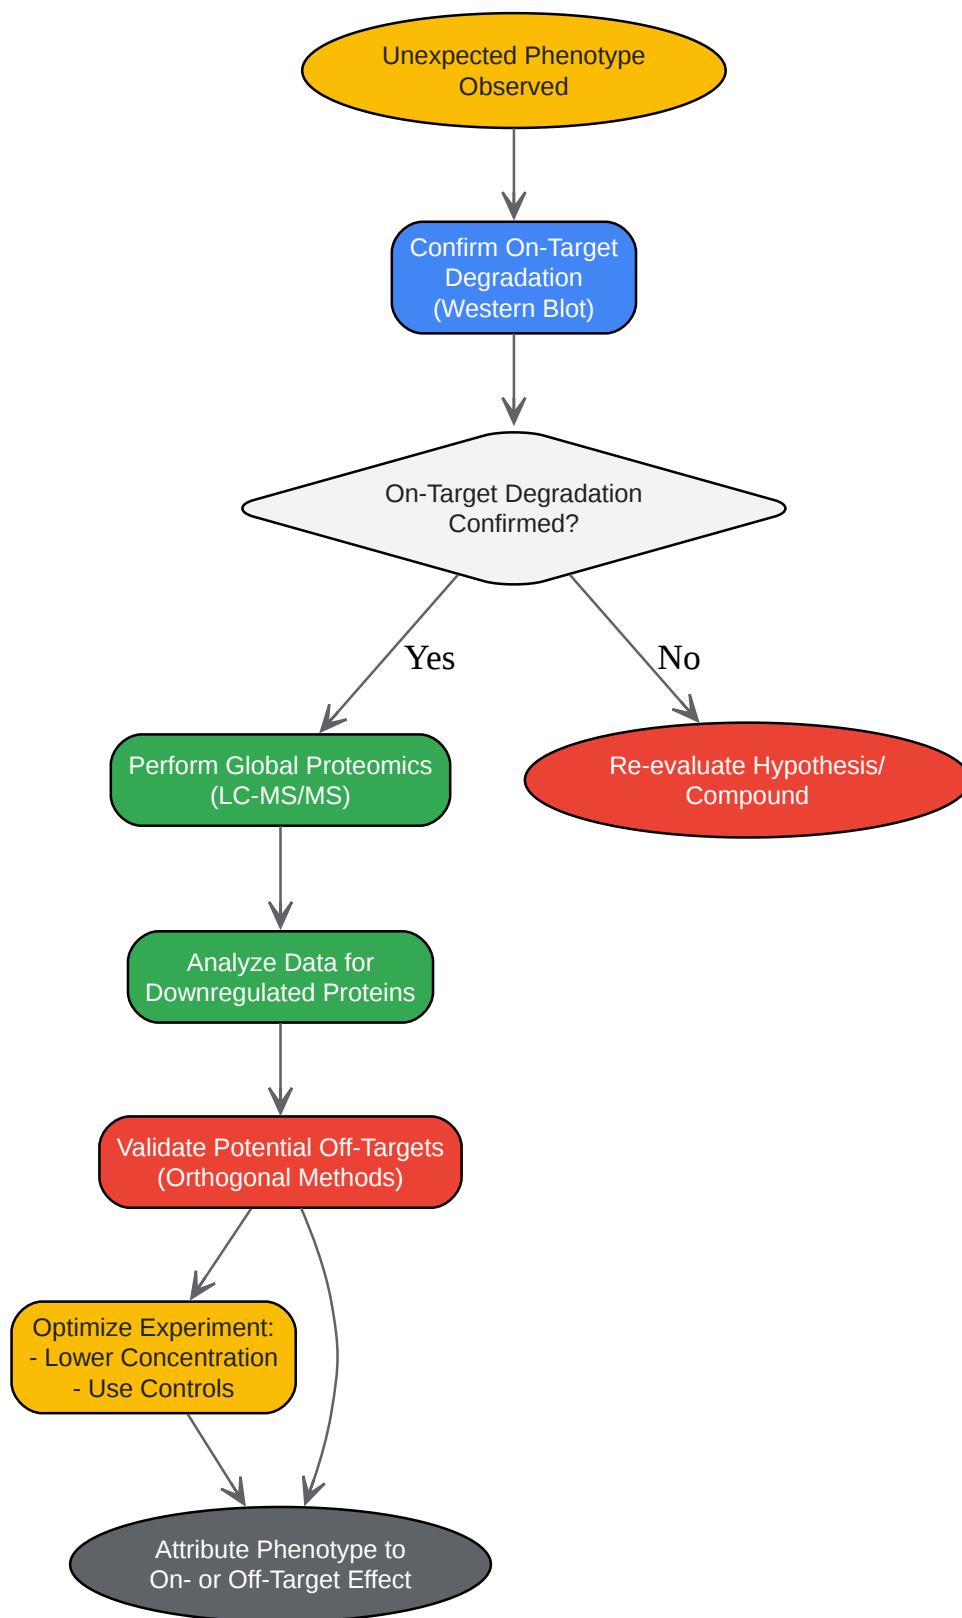 Unexpected Phenotype
Observed
Confirm On-Target
Degradation
(Western Blot)
On-Target Degradation
Confirmed?
Yes
No
Perform Global Proteomics
(LC-MS/MS)
Re-evaluate Hypothesis/
Compound
Analyze Data for
Downregulated Proteins
Validate Potential Off-Targets
(Orthogonal Methods)
Optimize Experiment:
- Lower Concentration
- Use Controls
Attribute Phenotype to
On- or Off-Target Effect